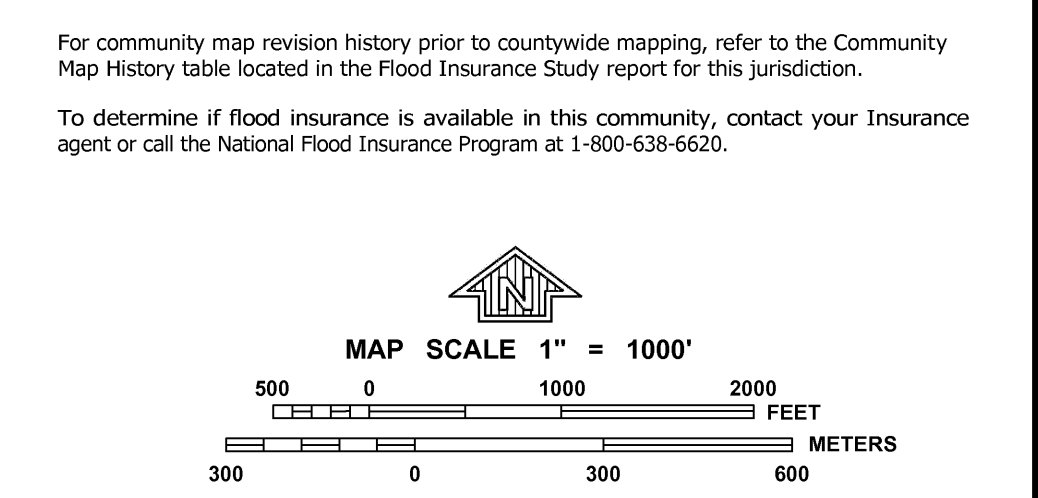 For community map revision history prior to countywide mapping, refer to the Community
Map History table located in the Flood Insurance Study report for this jurisdiction.
To determine if flood insurance is available in this community, contact your Insurance
agent or call the National Flood Insurance Program at 1-800-638-6620.
N
MAP SCALE 1" = 1000'
500 0 1000 2000
FEET
METERS
300 0 300 600